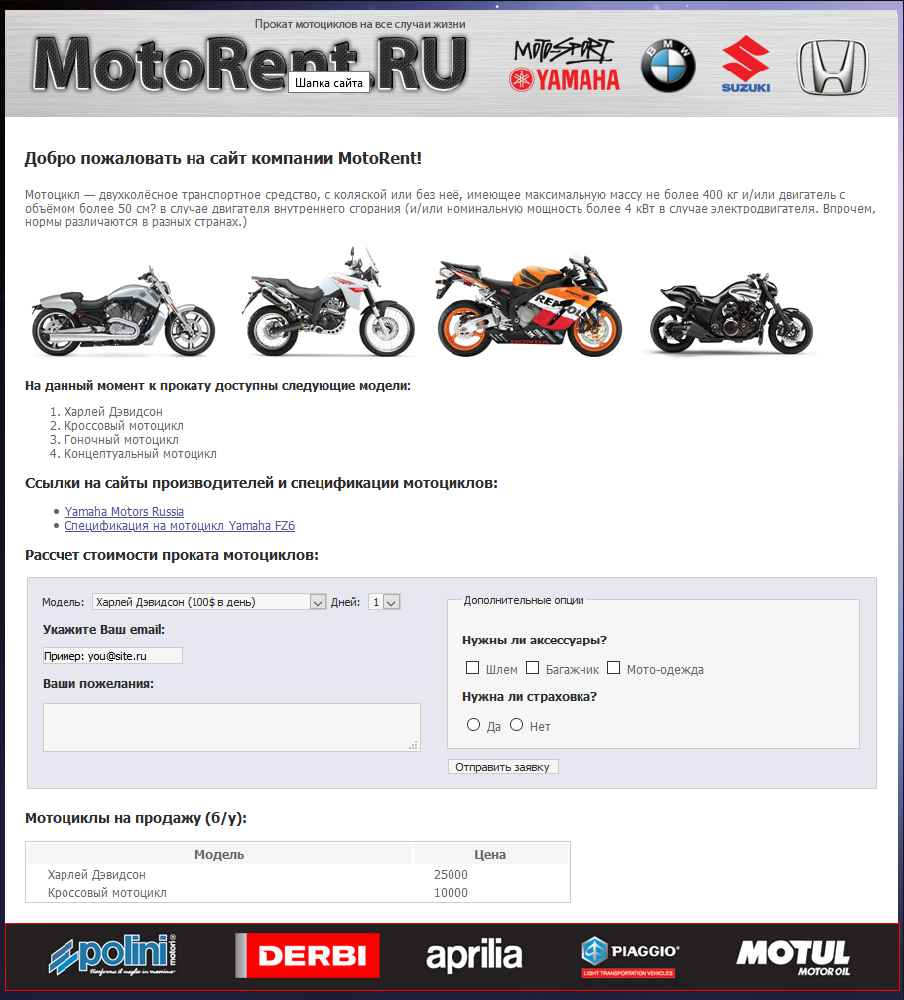 Прокат мотоциклов на все случаи жизни
MotoRent.RU
Шапка сайта
MOTOSPORT
YAMAHA
BMW
SUZUKI
Добро пожаловать на сайт компании MotoRent!
Мотоцикл — двухколёсное транспортное средство, с коляской или без неё, имеющее максимальную массу не более 400 кг и/или двигатель с
объёмом более 50 см? в случае двигателя внутреннего сгорания (и/или номинальную мощность более 4 кВт в случае электродвигателя. Впрочем,
нормы различаются в разных странах.)
HONDA
На данный момент к прокату доступны следующие модели:
1. Харлей Дэвидсон
2. Кроссовый мотоцикл
3. Гоночный мотоцикл
4. Концептуальный мотоцикл
Ссылки на сайты производителей и спецификации мотоциклов:
Yamaha Motors Russia
Спецификация на мотоцикл Yamaha FZ6
Рассчет стоимости проката мотоциклов:
Модель: Харлей Дэвидсон (100$ в день) Дней: 1
Укажите Ваш email:
Пример: you@site.ru
Ваши пожелания:
Дополнительные опции
Нужны ли аксессуары?
Шлем Багажник Мото-одежда
Нужна ли страховка?
Да Нет
Отправить заявку
Мотоциклы на продажу (б/у):
Модель Цена
Харлей Дэвидсон 25000
Кроссовый мотоцикл 10000
polini motori
trasforma il meglio in massimo
DERBI
aprilia
PIAGGIO
LIGHT TRANSPORTATION VEHICLES
MOTUL
MOTOR OIL